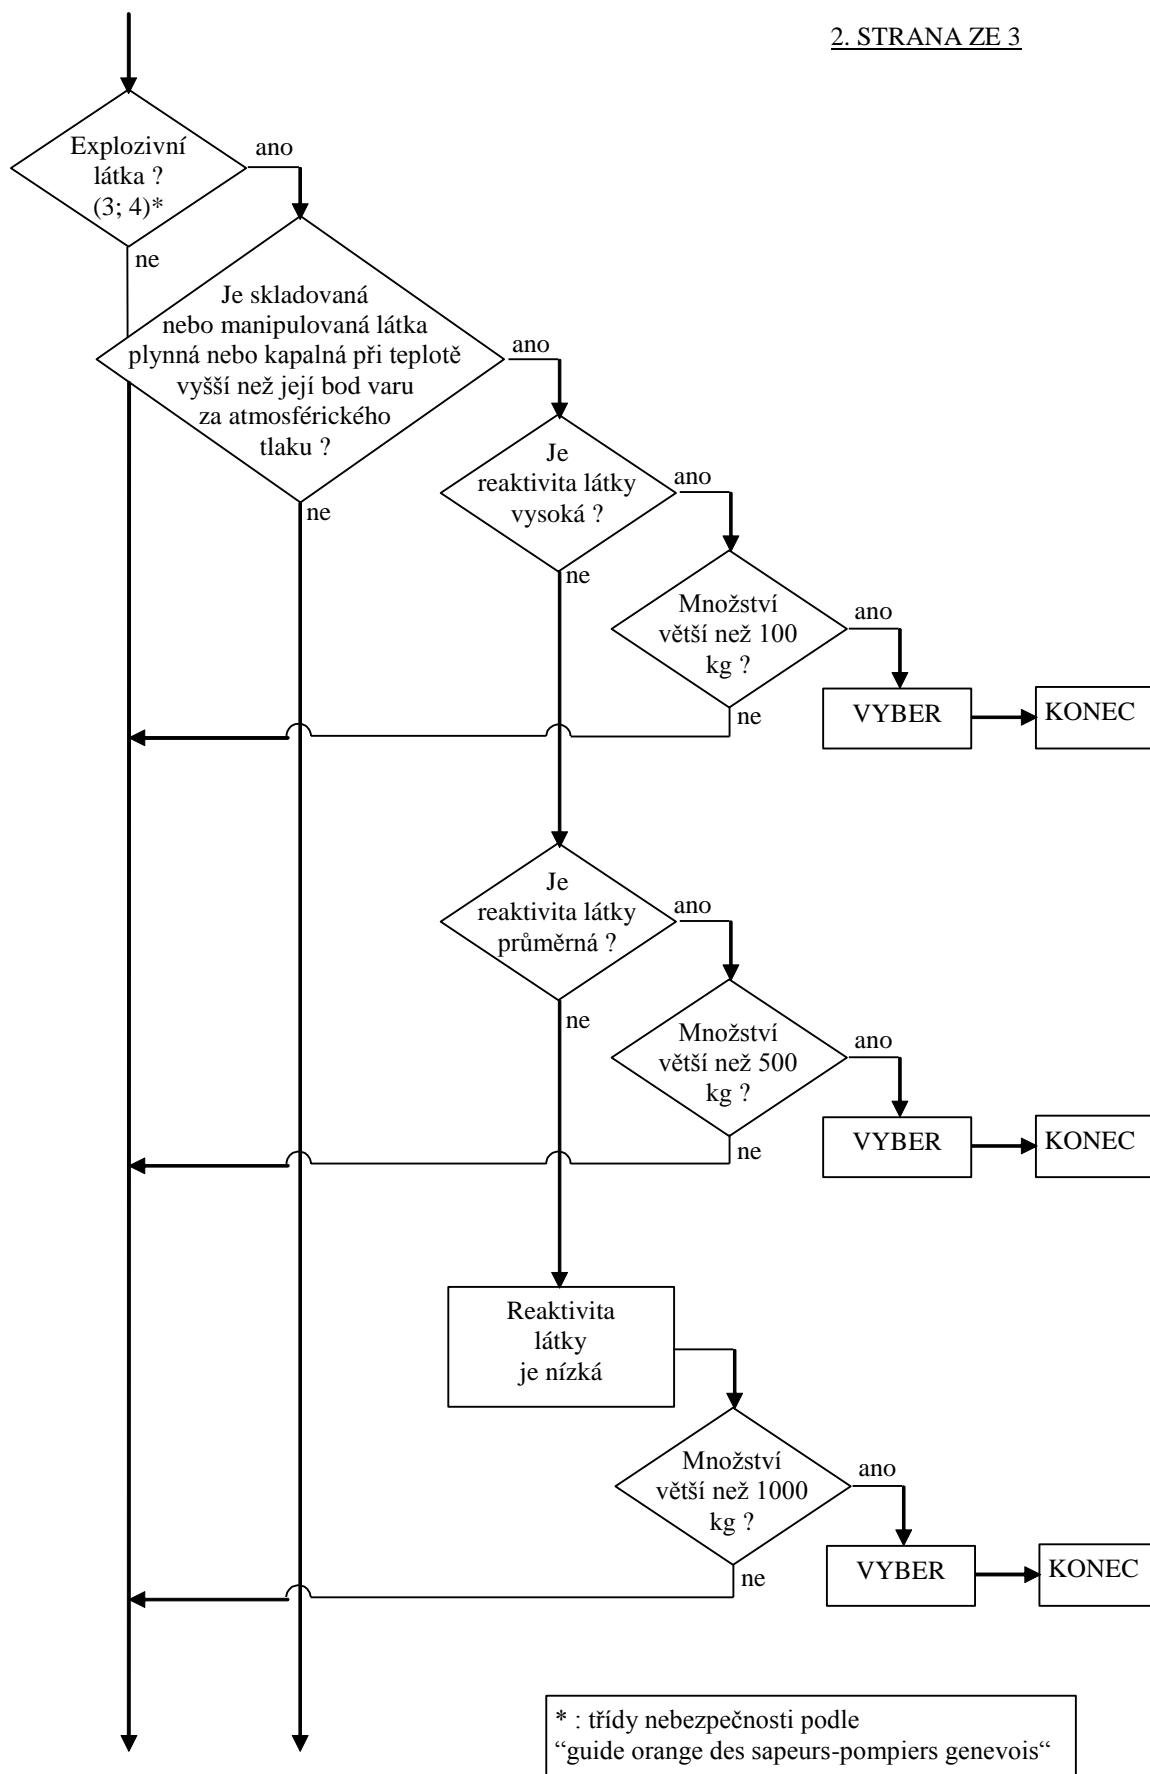 2. STRANA ZE 3
Explozivní
látka ?
(3; 4)*
ano
ne
Je skladovaná
nebo manipulovaná látka
plynná nebo kapalná při teplotě
vyšší než její bod varu
za atmosférického
tlaku ?
ano
ne
Je
reaktivita látky
vysoká ?
ano
ne
Množství
větší než 100
kg ?
ano
ne
VYBER
KONEC
Je
reaktivita látky
průměrná ?
ano
ne
Množství
větší než 500
kg ?
ano
ne
VYBER
KONEC
Reaktivita
látky
je nízká
Množství
větší než 1000
kg ?
ano
ne
VYBER
KONEC
* : třídy nebezpečnosti podle
“guide orange des sapeurs-pompiers genevois“